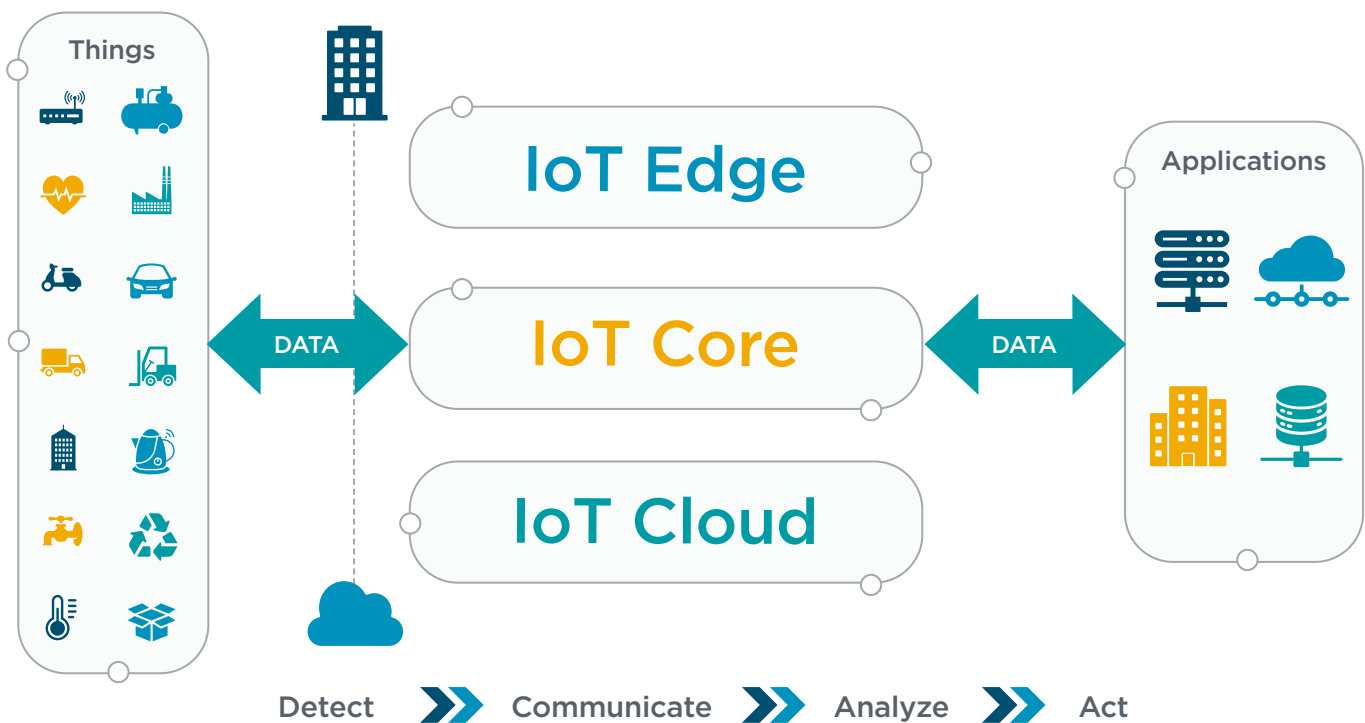 Things
IoT Edge
Applications
DATA
IoT Core
DATA
IoT Cloud
Detect Communicate Analyze Act